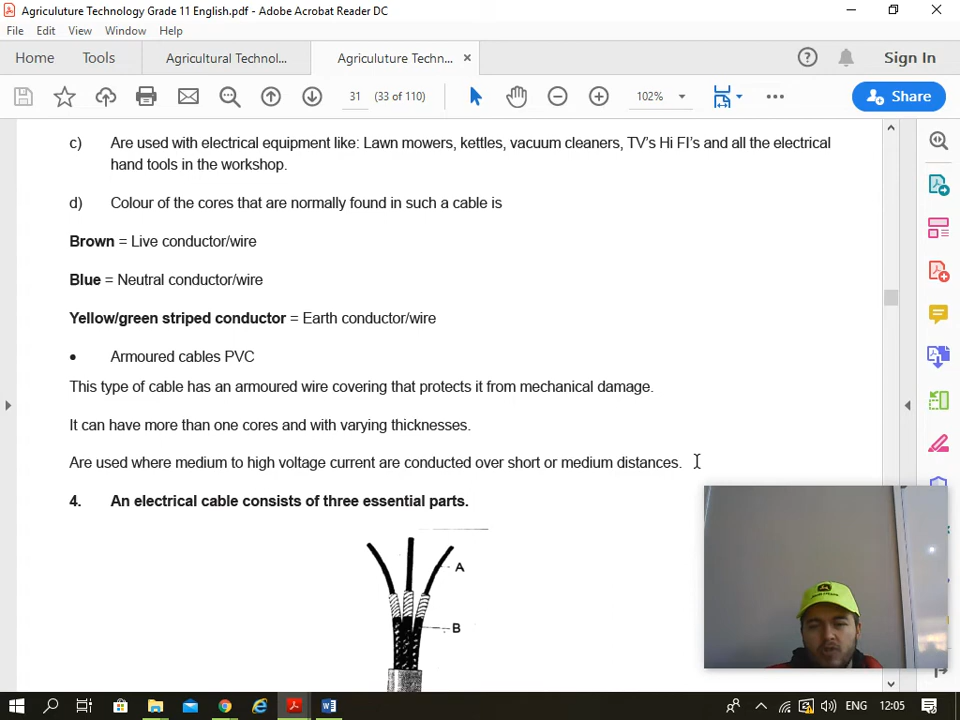 Agriculuture Technology Grade 11 English.pdf - Adobe Acrobat Reader DC
File Edit View Window Help
Home Tools Agricultural Technol... Agriculuture Techn... ×
? Sign In
31 (33 of 110) 102% Share
c) Are used with electrical equipment like: Lawn mowers, kettles, vacuum cleaners, TV's Hi FI's and all the electrical
hand tools in the workshop.
d) Colour of the cores that are normally found in such a cable is
Brown = Live conductor/wire
Blue = Neutral conductor/wire
Yellow/green striped conductor = Earth conductor/wire
• Armoured cables PVC
This type of cable has an armoured wire covering that protects it from mechanical damage.
It can have more than one cores and with varying thicknesses.
Are used where medium to high voltage current are conducted over short or medium distances.
4. An electrical cable consists of three essential parts.
A
B
ENG 12:05